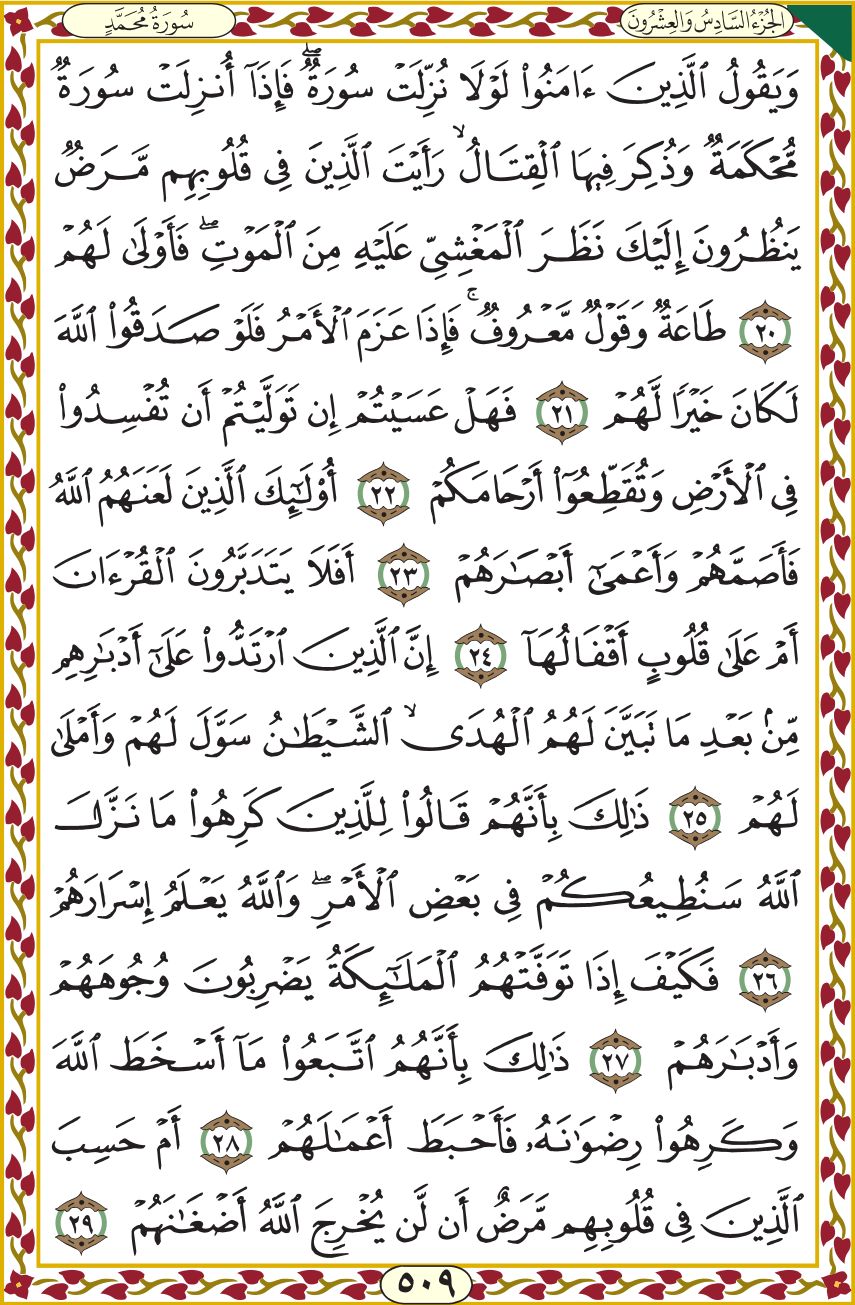 الجُزْءُ السَّادِسُ وَالعِشْرُونَ
سُورَةُ مُحَمَّدٍ
وَيَقُولُ ٱلَّذِينَ ءَامَنُوا۟ لَوْلَا نُزِّلَتْ سُورَةٌۖ فَإِذَآ أُنزِلَتْ سُورَةٌ
مُّحْكَمَةٌ وَذُكِرَ فِيهَا ٱلْقِتَالُۙ رَأَيْتَ ٱلَّذِينَ فِى قُلُوبِهِم مَّرَضٌ
يَنظُرُونَ إِلَيْكَ نَظَرَ ٱلْمَغْشِىِّ عَلَيْهِ مِنَ ٱلْمَوْتِۖ فَأَوْلَىٰ لَهُمْ
٢٠ طَاعَةٌ وَقَوْلٌ مَّعْرُوفٌۚ فَإِذَا عَزَمَ ٱلْأَمْرُ فَلَوْ صَدَقُوا۟ ٱللَّهَ
لَكَانَ خَيْرًا لَّهُمْ ٢١ فَهَلْ عَسَيْتُمْ إِن تَوَلَّيْتُمْ أَن تُفْسِدُوا۟
فِى ٱلْأَرْضِ وَتُقَطِّعُوٓا۟ أَرْحَامَكُمْ ٢٢ أُو۟لَٰٓئِكَ ٱلَّذِينَ لَعَنَهُمُ ٱللَّهُ
فَأَصَمَّهُمْ وَأَعْمَىٰٓ أَبْصَٰرَهُمْ ٢٣ أَفَلَا يَتَدَبَّرُونَ ٱلْقُرْءَانَ
أَمْ عَلَىٰ قُلُوبٍ أَقْفَالُهَآ ٢٤ إِنَّ ٱلَّذِينَ ٱرْتَدُّوا۟ عَلَىٰٓ أَدْبَٰرِهِم
مِّنۢ بَعْدِ مَا تَبَيَّنَ لَهُمُ ٱلْهُدَىۙ ٱلشَّيْطَٰنُ سَوَّلَ لَهُمْ وَأَمْلَىٰ
لَهُمْ ٢٥ ذَٰلِكَ بِأَنَّهُمْ قَالُوا۟ لِلَّذِينَ كَرِهُوا۟ مَا نَزَّلَ
ٱللَّهُ سَنُطِيعُكُمْ فِى بَعْضِ ٱلْأَمْرِۖ وَٱللَّهُ يَعْلَمُ إِسْرَارَهُمْ
٢٦ فَكَيْفَ إِذَا تَوَفَّتْهُمُ ٱلْمَلَٰٓئِكَةُ يَضْرِبُونَ وُجُوهَهُمْ
وَأَدْبَٰرَهُمْ ٢٧ ذَٰلِكَ بِأَنَّهُمُ ٱتَّبَعُوا۟ مَآ أَسْخَطَ ٱللَّهَ
وَكَرِهُوا۟ رِضْوَٰنَهُۥ فَأَحْبَطَ أَعْمَٰلَهُمْ ٢٨ أَمْ حَسِبَ
ٱلَّذِينَ فِى قُلُوبِهِم مَّرَضٌ أَن لَّن يُخْرِجَ ٱللَّهُ أَضْغَٰنَهُمْ ٢٩
٥٠٩